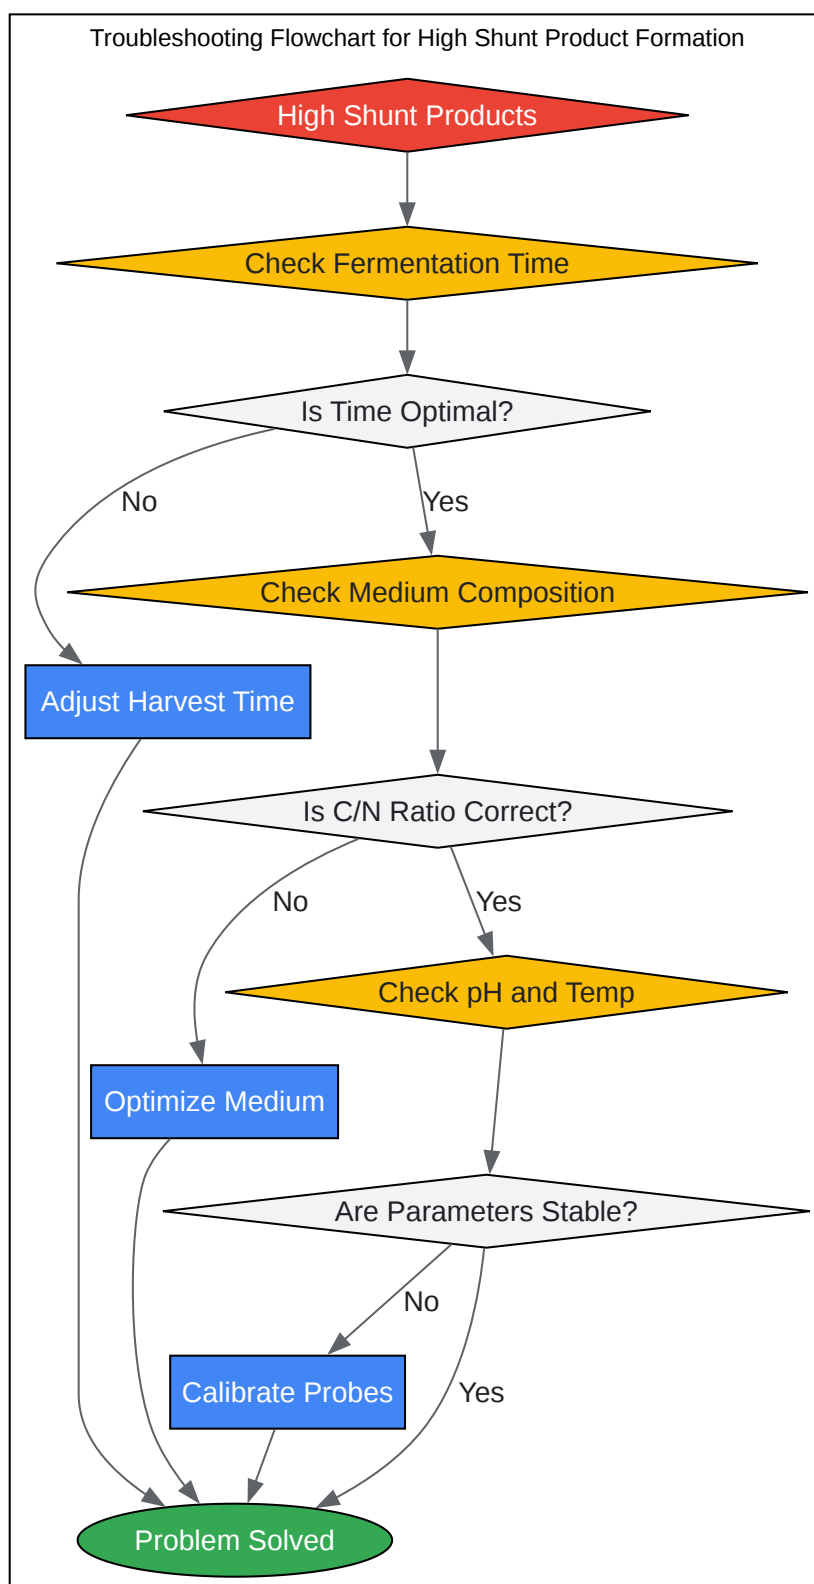 Troubleshooting Flowchart for High Shunt Product Formation
High Shunt Products
Check Fermentation Time
Is Time Optimal?
No
Yes
Check Medium Composition
Adjust Harvest Time
Is C/N Ratio Correct?
No
Yes
Check pH and Temp
Optimize Medium
Are Parameters Stable?
No
Calibrate Probes
Yes
Problem Solved